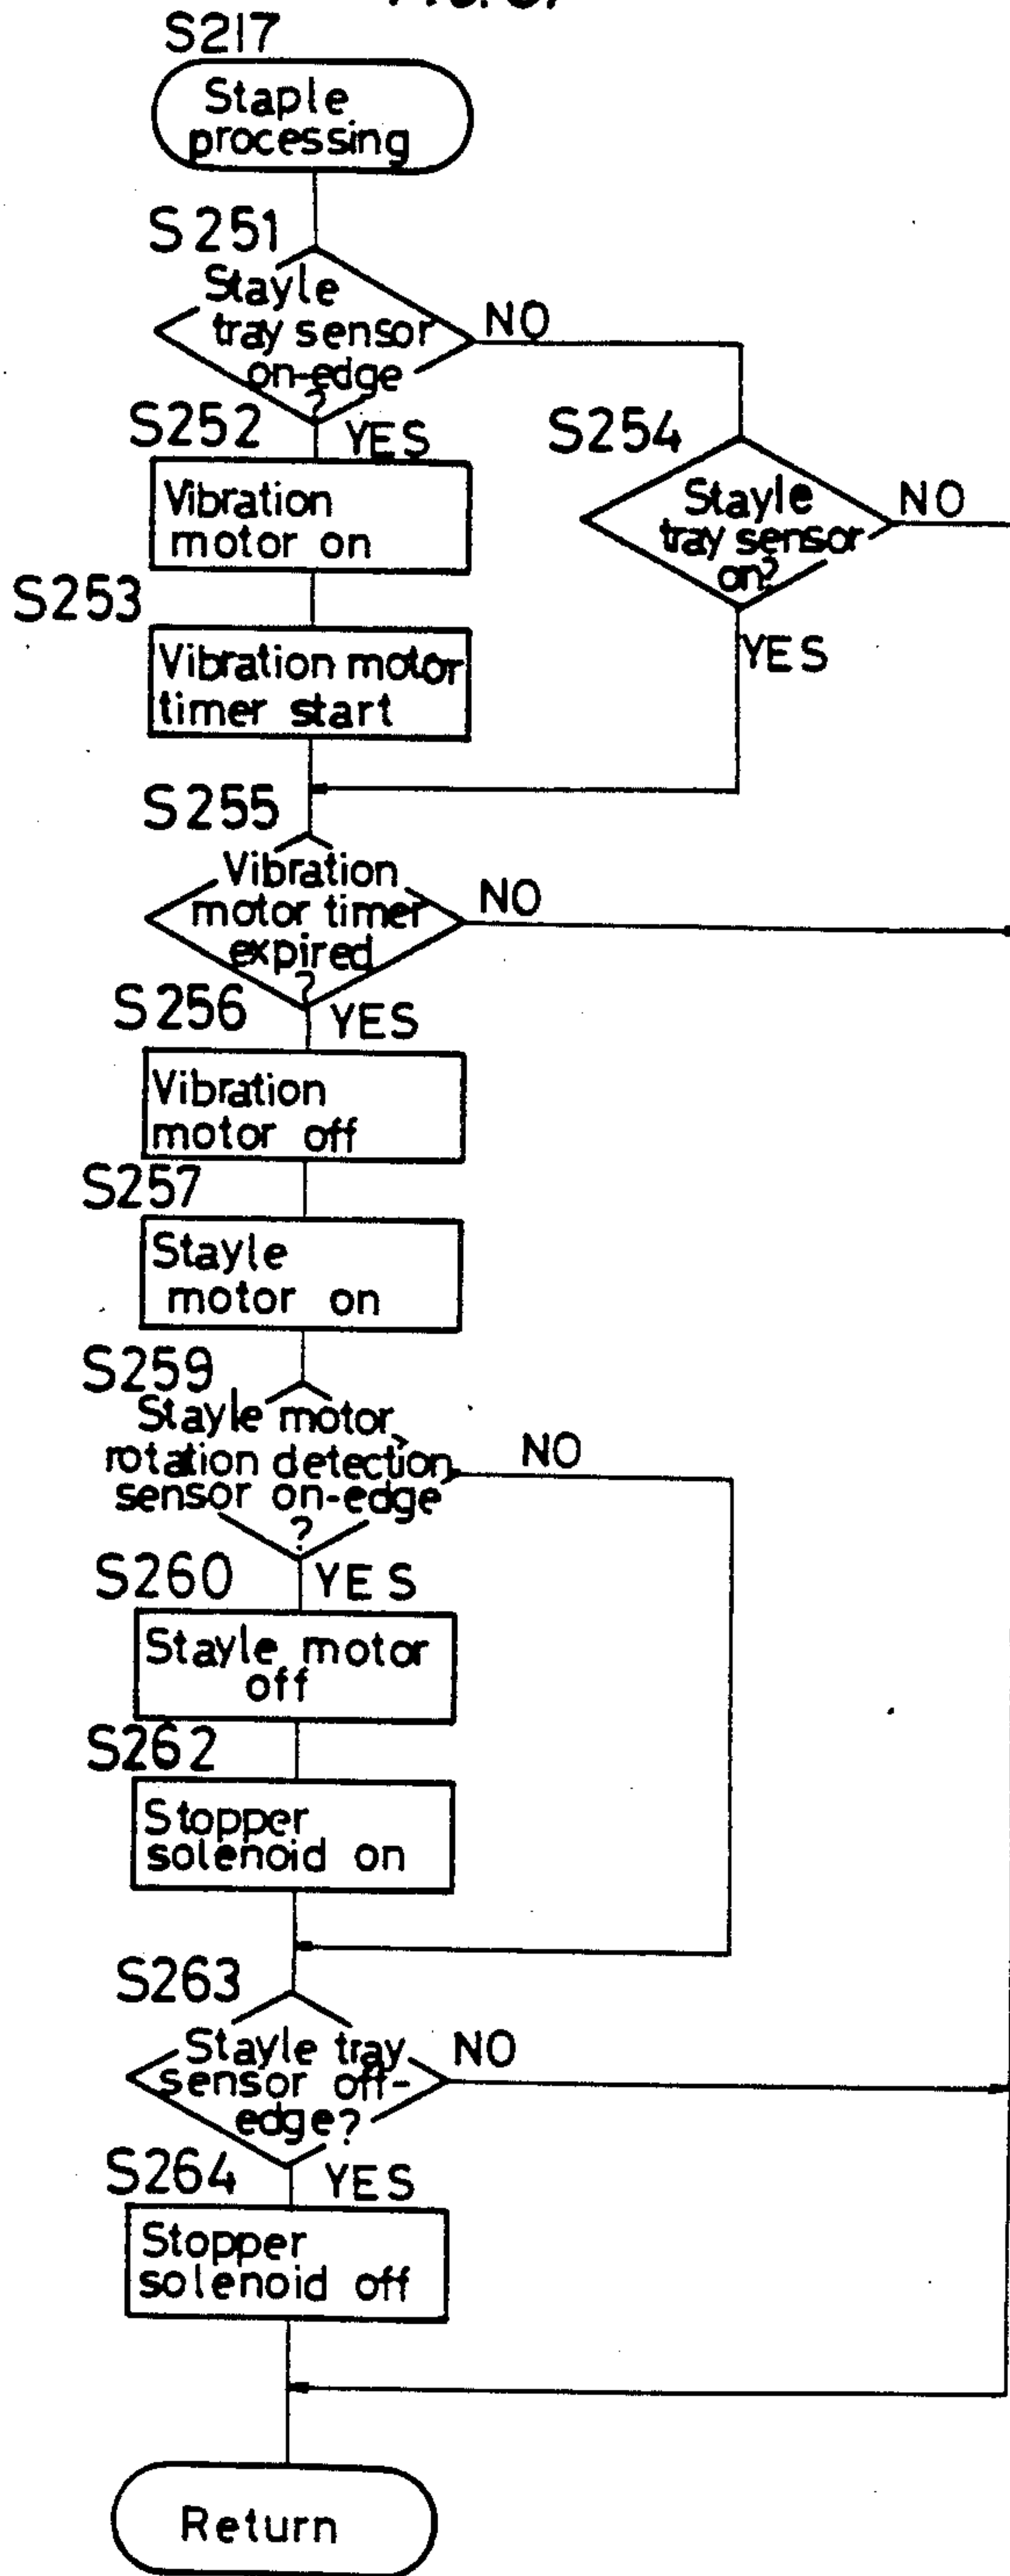 S217
Staple
processing
S251
Stayle
tray sensor
on-edge
?
NO
YES
S252
Vibration
motor on
S254
Stayle
tray sensor
on?
NO
YES
S253
Vibration motor
timer start
S255
Vibration
motor timer
expired
?
NO
YES
S256
Vibration
motor off
S257
Stayle
motor on
S259
Stayle motor
rotation detection
sensor on-edge
?
NO
YES
S260
Stayle motor
off
S262
Stopper
solenoid on
S263
Stayle tray
sensor off-
edge?
NO
YES
S264
Stopper
solenoid off
Return